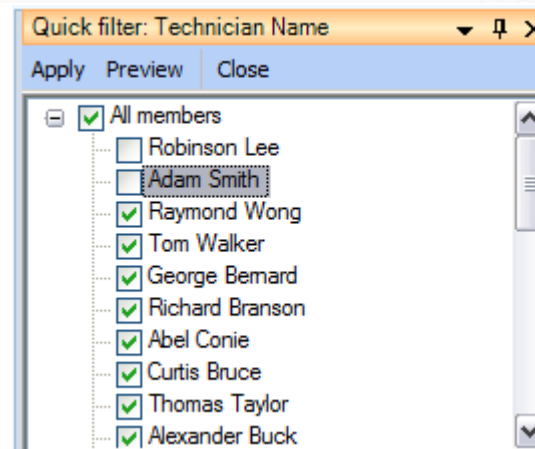 Quick filter: Technician Name
Apply Preview Close
All members
Robinson Lee
Adam Smith
Raymond Wong
Tom Walker
George Bernard
Richard Branson
Abel Conie
Curtis Bruce
Thomas Taylor
Alexander Buck